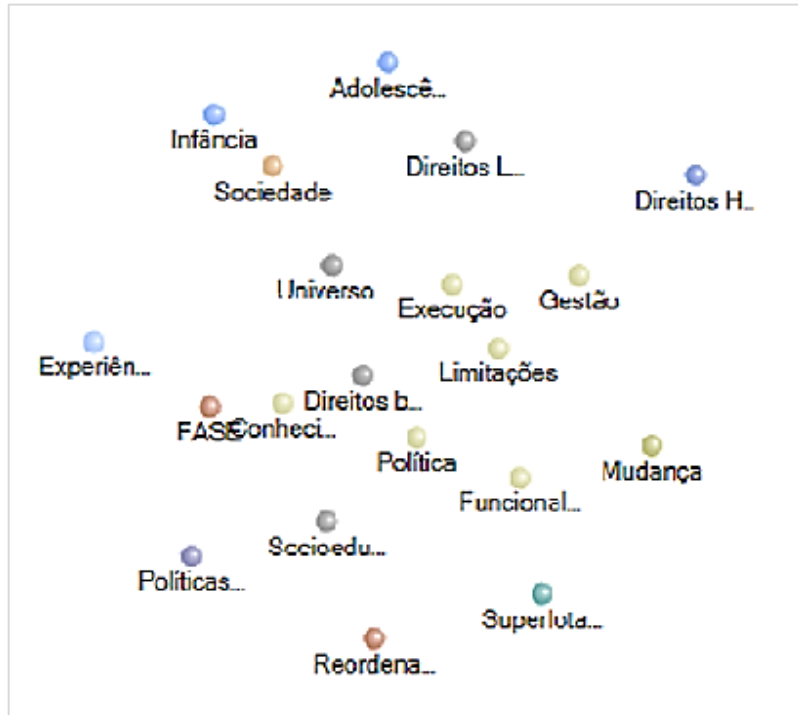 Adolescê...
Infância
Direitos L...
Sociedade
Direitos H...
Universo
Execução
Gestão
Experiên...
Limitações
Direitos b...
FASE
Conheci...
Política
Mudança
Funcional...
Socioedu...
Políticas...
Superlota...
Reordena...